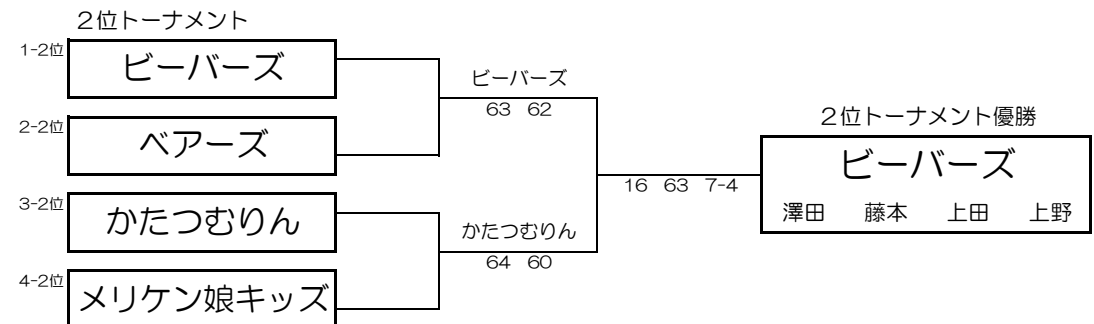 ２位トーナメント
1-2位
ビーバーズ
2-2位
ベアーズ
3-2位
かたつむりん
4-2位
メリケン娘キッズ
ビーバーズ
63 62
かたつむりん
64 60
16 63 7-4
２位トーナメント優勝
ビーバーズ
澤田 藤本 上田 上野